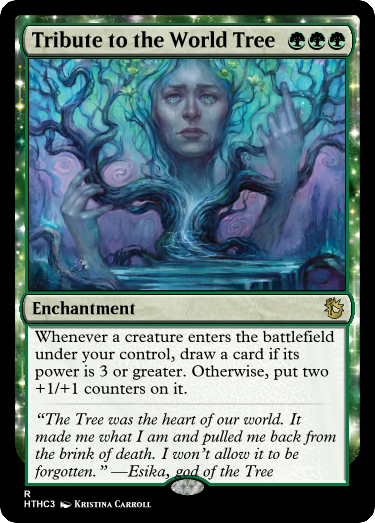 Tribute to the World Tree
Enchantment
Whenever a creature enters the battlefield
under your control, draw a card if its
power is 3 or greater. Otherwise, put two
+1/+1 counters on it.
“The Tree was the heart of our world. It
made me what I am and pulled me back from
the brink of death. I won’t allow it to be
forgotten.” —Esika, god of the Tree
R
HTHC3 Kristina Carroll